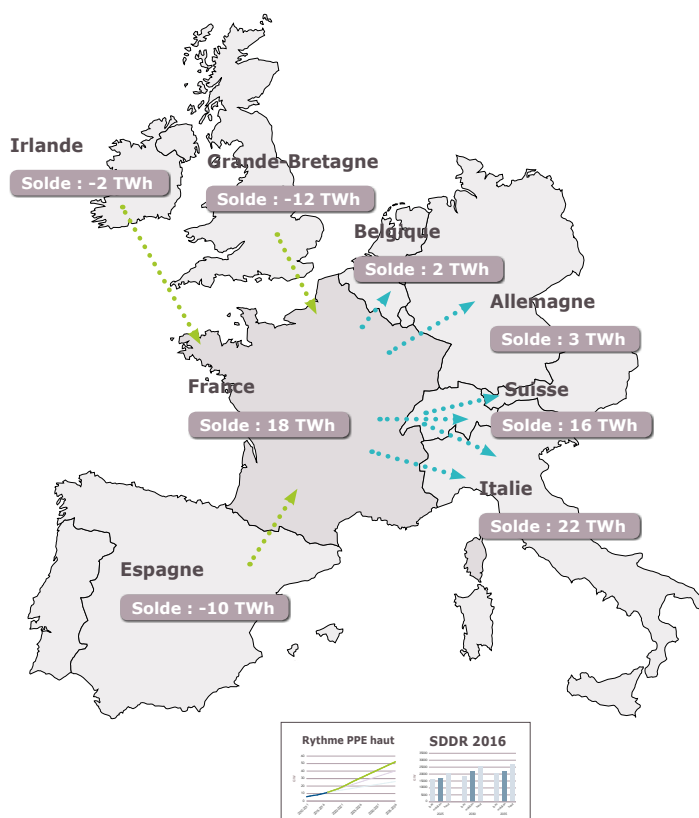 Irlande
Solde : -2 TWh
Grande-Bretagne
Solde : -12 TWh
Belgique
Solde : 2 TWh
Allemagne
Solde : 3 TWh
France
Solde : 18 TWh
Suisse
Solde : 16 TWh
Italie
Solde : 22 TWh
Espagne
Solde : -10 TWh
Rythme PPE haut
SDDR 2016